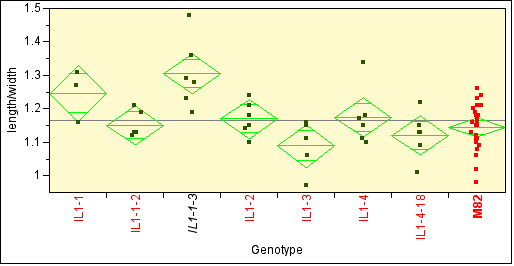 1.5
1.4
1.3
1.2
1.1
1
length/width
IL1-1
IL1-1-2
IL1-1-3
IL1-2
IL1-3
IL1-4
IL1-4-18
M82
Genotype